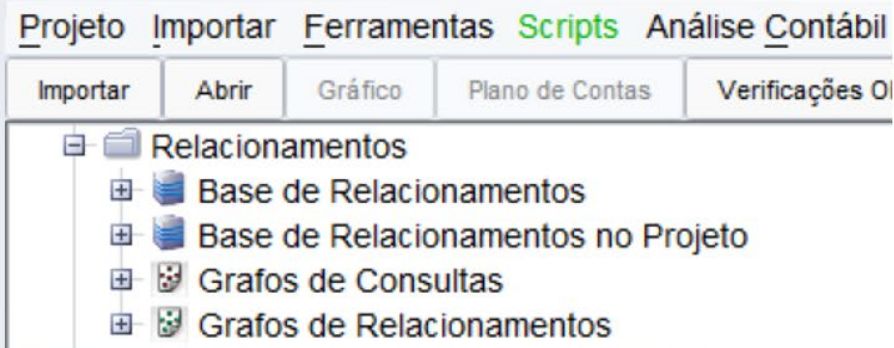 Projeto Importar Ferramentas Scripts Análise Contábil
Importar Abrir Gráfico Plano de Contas Verificações
Relacionamentos
Base de Relacionamentos
Base de Relacionamentos no Projeto
Grafos de Consultas
Grafos de Relacionamentos